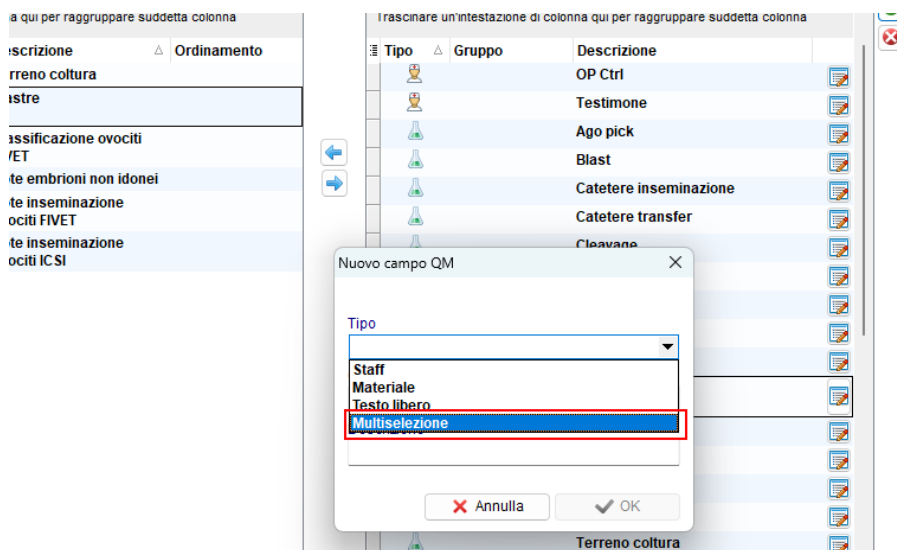 qui per raggruppare suddetta colonna
Trascinare un'intestazione di colonna qui per raggruppare suddetta colonna
escrizione Ordinamento
rreno coltura
astre
assificazione ovociti
VET
te embrioni non idonei
te inseminazione
ociti FIVET
te inseminazione
ociti ICSI
Tipo Gruppo Descrizione
OP Ctrl
Testimone
Ago pick
Blast
Catetere inseminazione
Catetere transfer
Cleavage
Nuovo campo QM
Tipo
Staff
Materiale
Testo libero
Multiselezione
Annulla OK
Terreno coltura